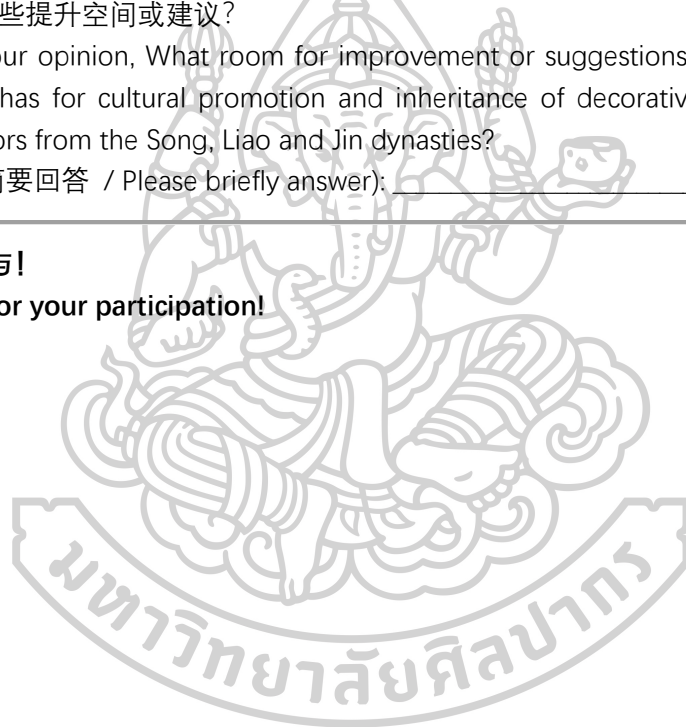 些提升空间或建议?
our opinion, What room for improvement or suggestions
has for cultural promotion and inheritance of decorativ
ors from the Song, Liao and Jin dynasties?
要回答 / Please briefly answer):
!
or your participation!
มหาวิทยาลัยศิลปากร